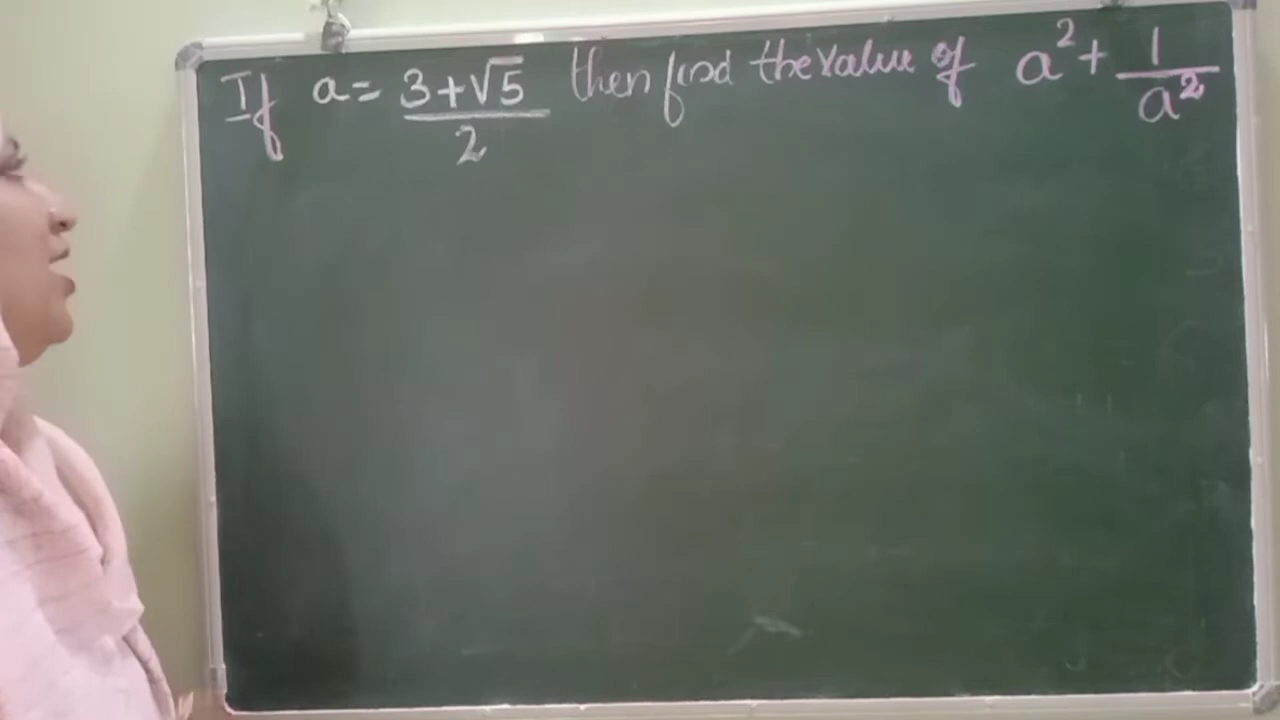 If a = 3+√5/2 then find the value of a² + 1/a²